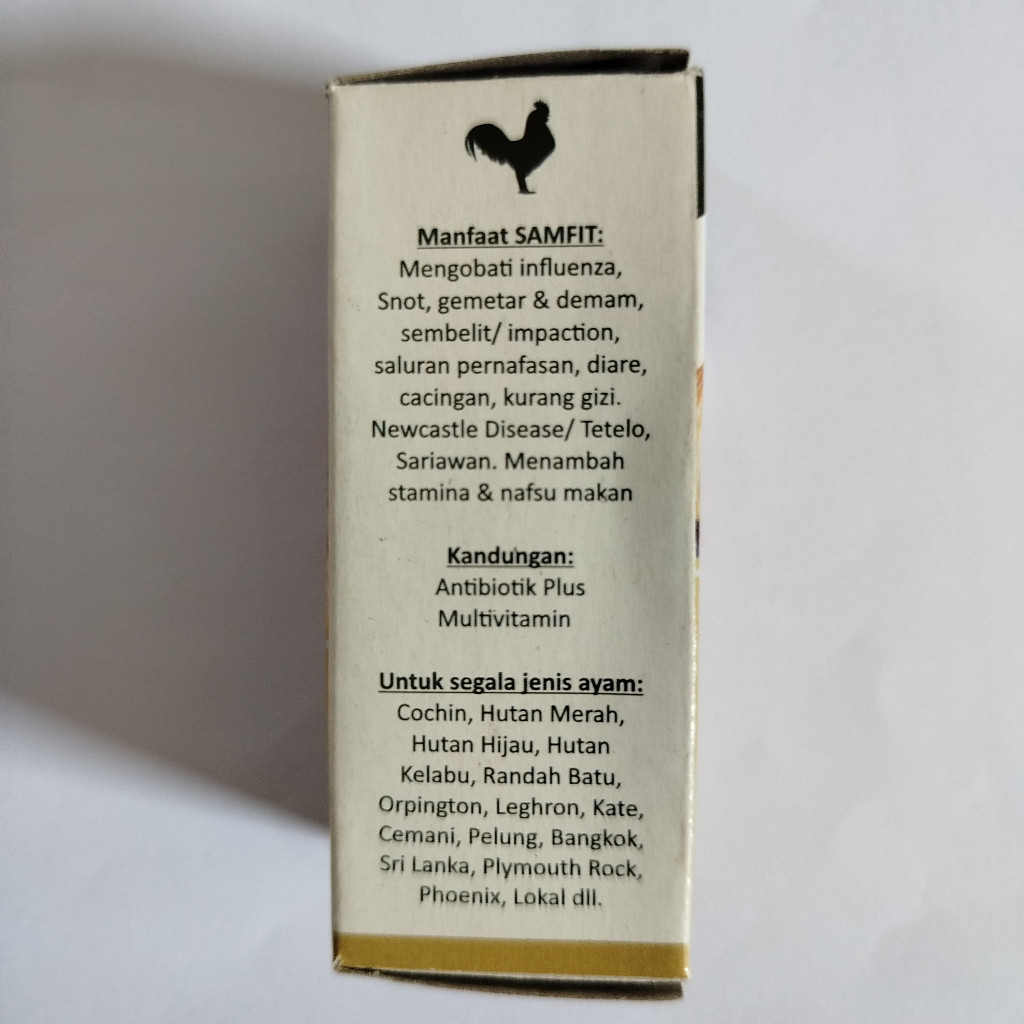 Manfaat SAMFIT:
Mengobati influenza,
Snot, gemetar & demam,
sembelit/ impaction,
saluran pernafasan, diare,
cacingan, kurang gizi.
Newcastle Disease/ Tetelo,
Sariawan. Menambah
stamina & nafsu makan
Kandungan:
Antibiotik Plus
Multivitamin
Untuk segala jenis ayam:
Cochin, Hutan Merah,
Hutan Hijau, Hutan
Kelabu, Randah Batu,
Orpington, Leghron, Kate,
Cemani, Pelung, Bangkok,
Sri Lanka, Plymouth Rock,
Phoenix, Lokal dll.